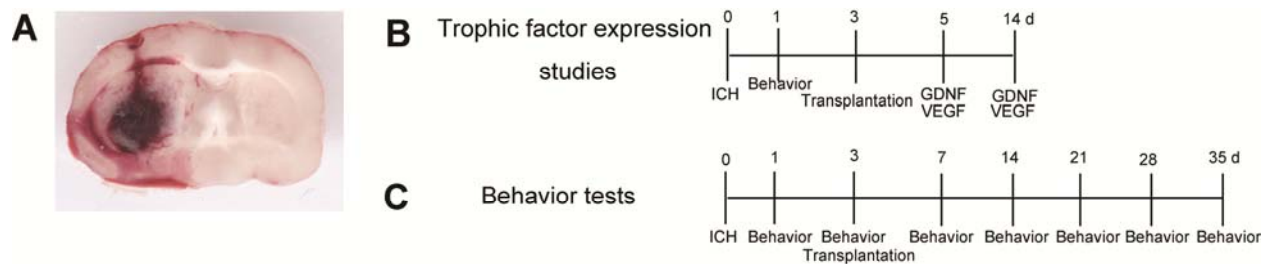 A
B
Trophic factor expression
studies
0 1 3 5 14 d
ICH Behavior Transplantation GDNF GDNF
VEGF VEGF
C
Behavior tests
0 1 3 7 14 21 28 35 d
ICH Behavior Behavior Behavior Behavior Behavior Behavior Behavior
Transplantation